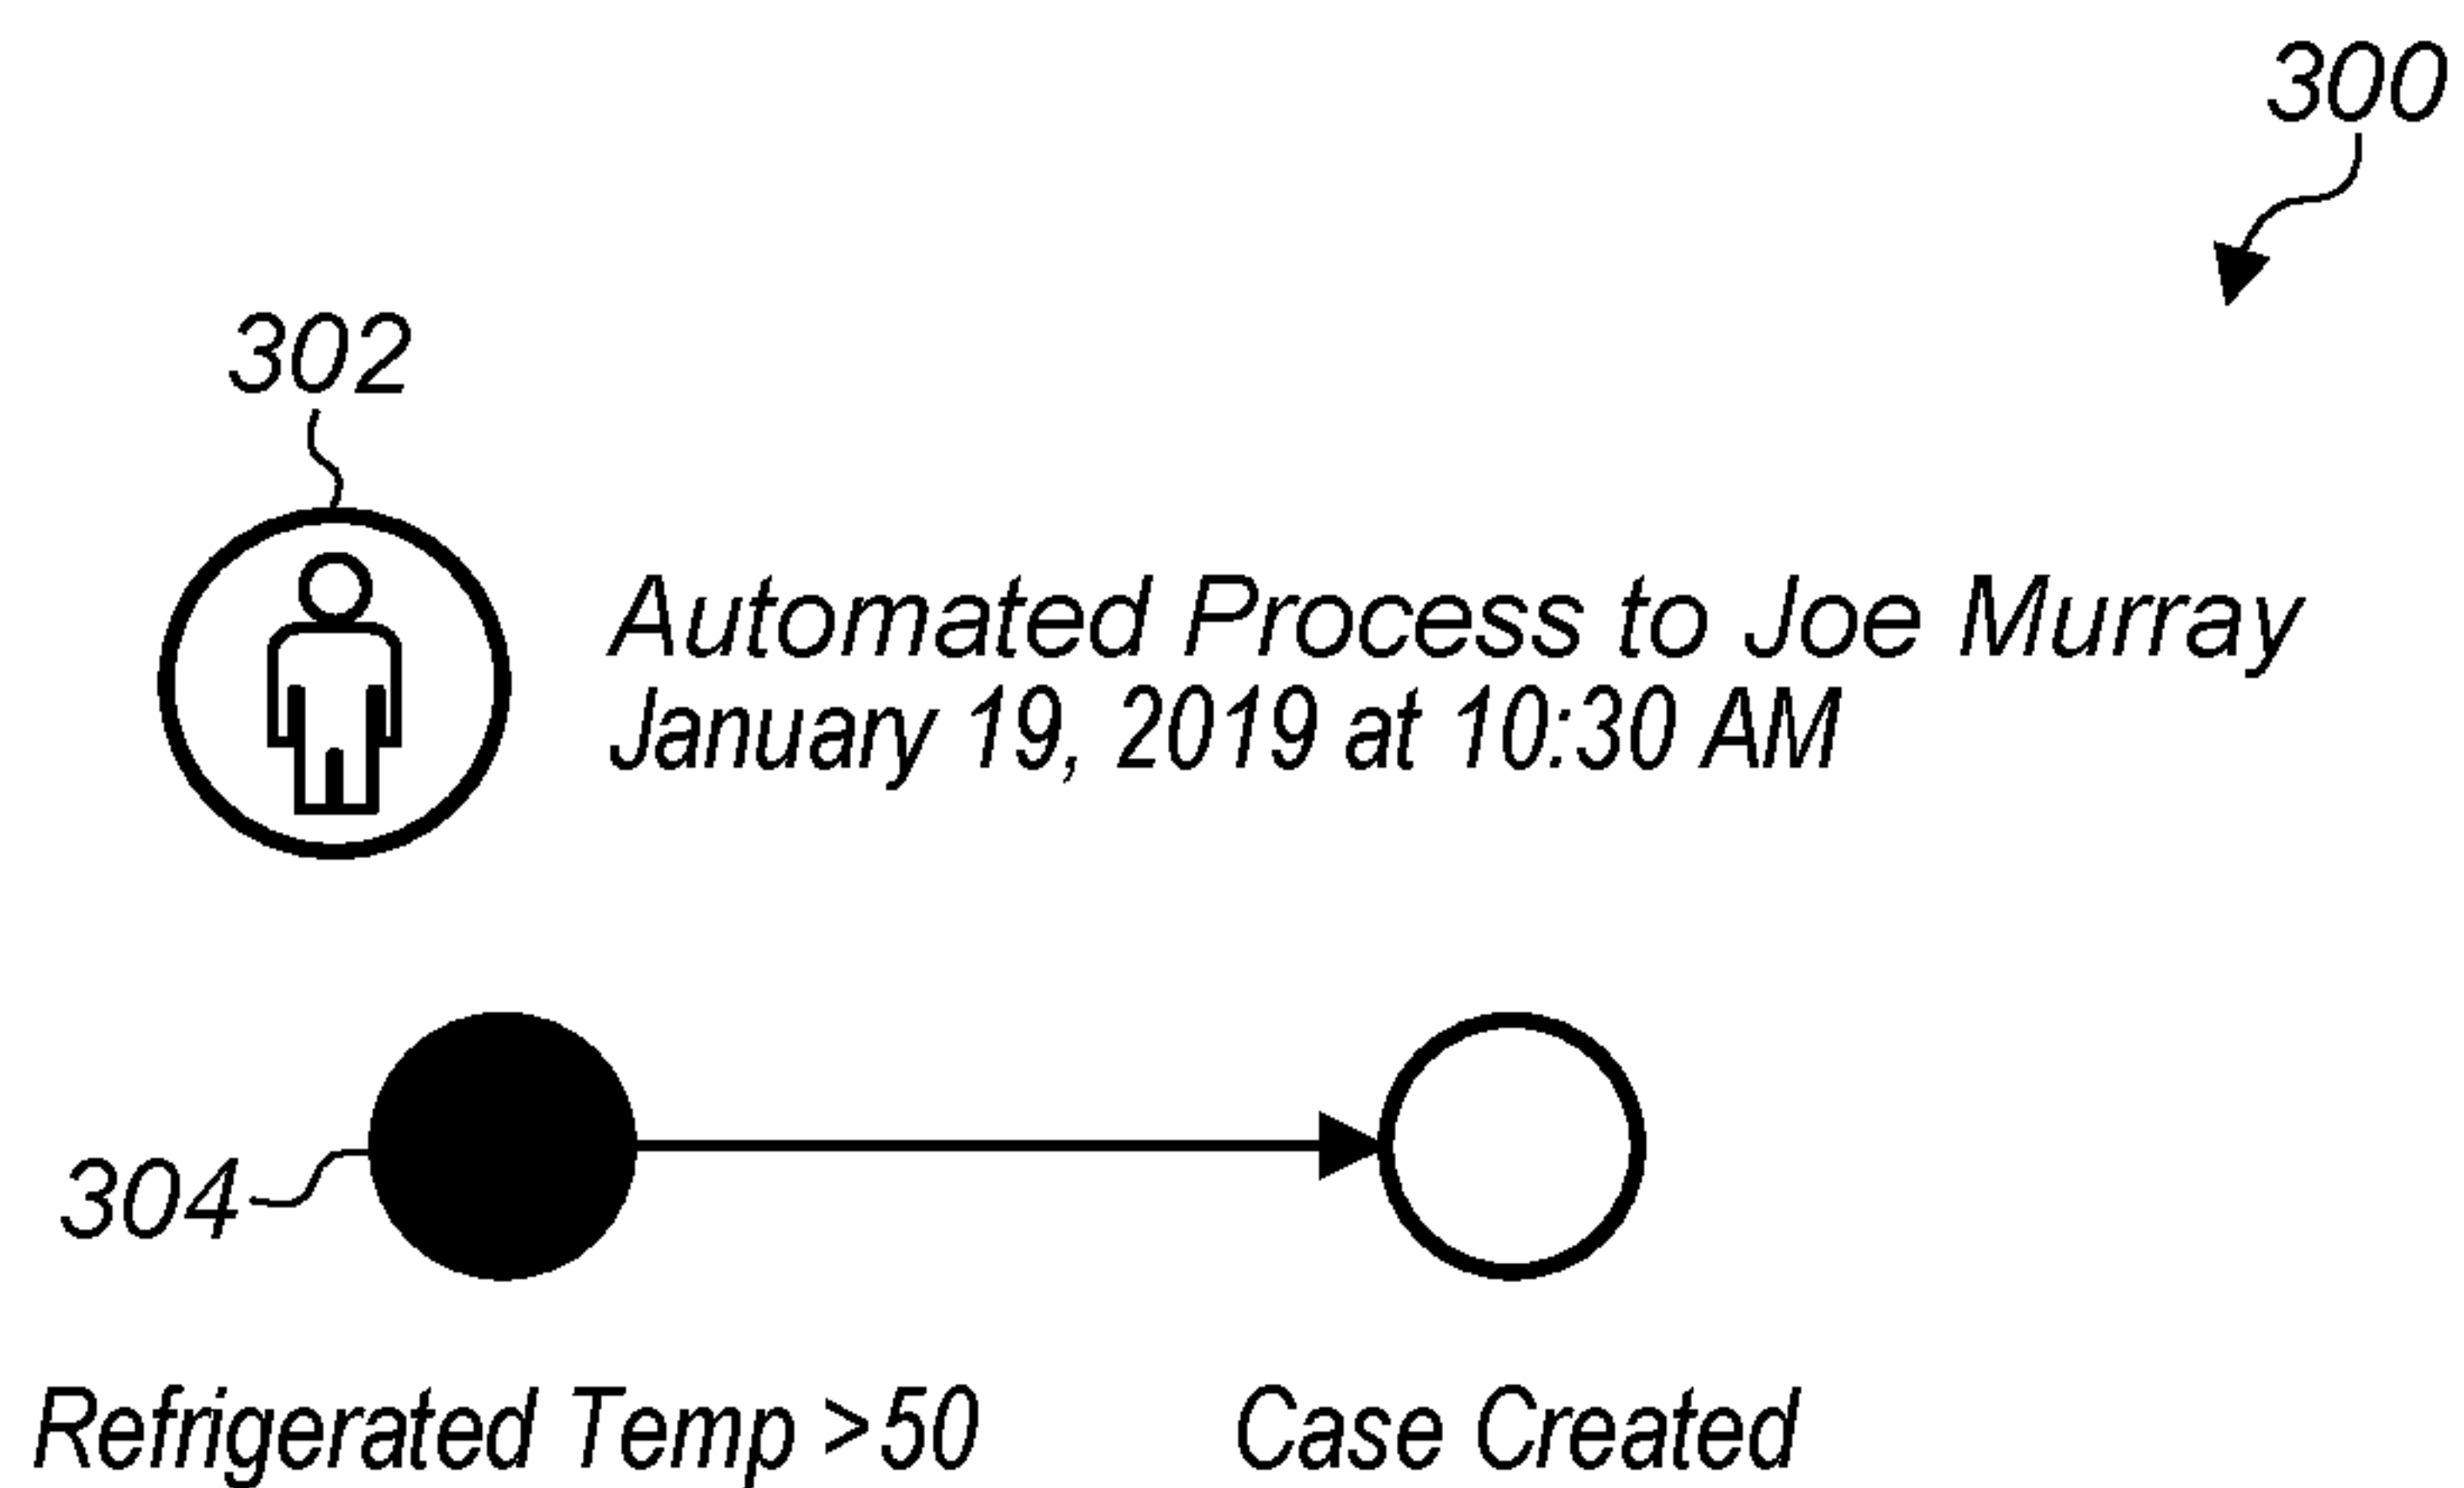 300
302
Automated Process to Joe Murray
January 19, 2019 at 10:30 AM
304
Refrigerated Temp >50
Case Created